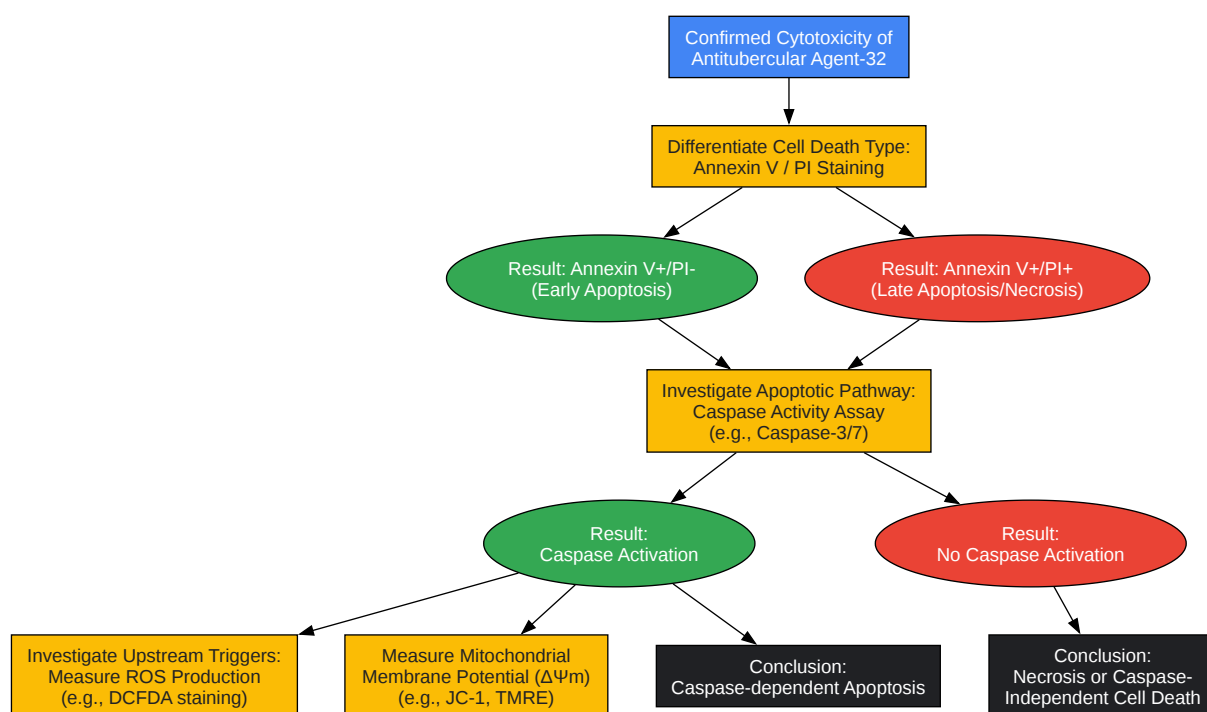 Confirmed Cytotoxicity of
Antitubercular Agent-32
Differentiate Cell Death Type:
Annexin V / PI Staining
Result: Annexin V+/PI-
(Early Apoptosis)
Result: Annexin V+/PI+
(Late Apoptosis/Necrosis)
Investigate Apoptotic Pathway:
Caspase Activity Assay
(e.g., Caspase-3/7)
Result:
Caspase Activation
Result:
No Caspase Activation
Investigate Upstream Triggers:
Measure ROS Production
(e.g., DCFDA staining)
Measure Mitochondrial
Membrane Potential (ΔΨm)
(e.g., JC-1, TMRE)
Conclusion:
Caspase-dependent Apoptosis
Conclusion:
Necrosis or Caspase-
Independent Cell Death